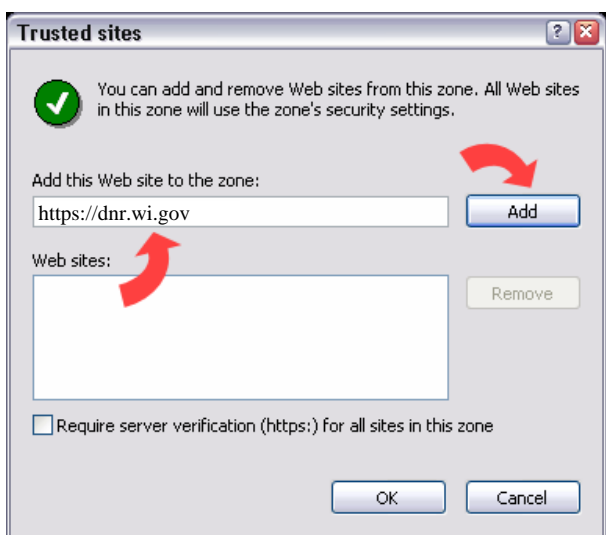 Trusted sites
You can add and remove Web sites from this zone. All Web sites
in this zone will use the zone's security settings.
Add this Web site to the zone:
https://dnr.wi.gov
Add
Web sites:
Remove
Require server verification (https:) for all sites in this zone
OK
Cancel